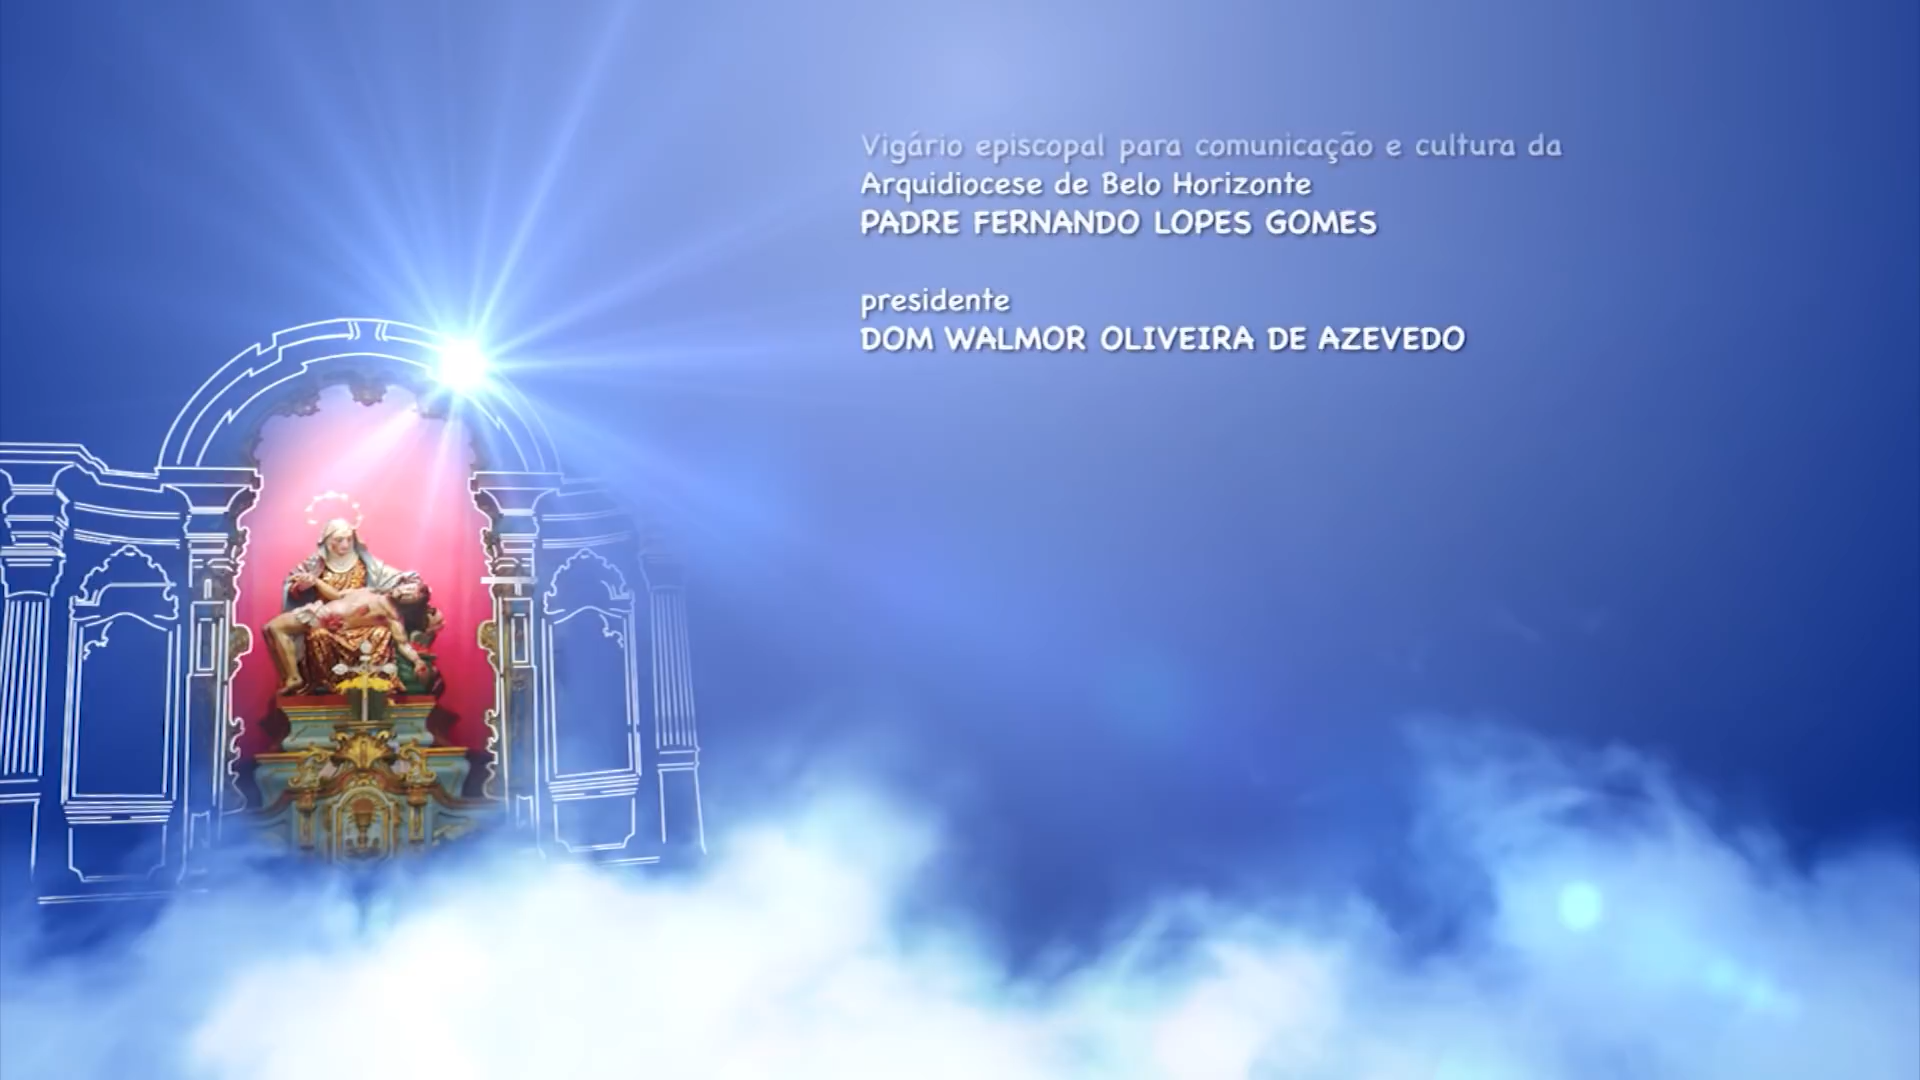 Vigário episcopal para comunicação e cultura da
Arquidiocese de Belo Horizonte
PADRE FERNANDO LOPES GOMES
presidente
DOM WALMOR OLIVEIRA DE AZEVEDO